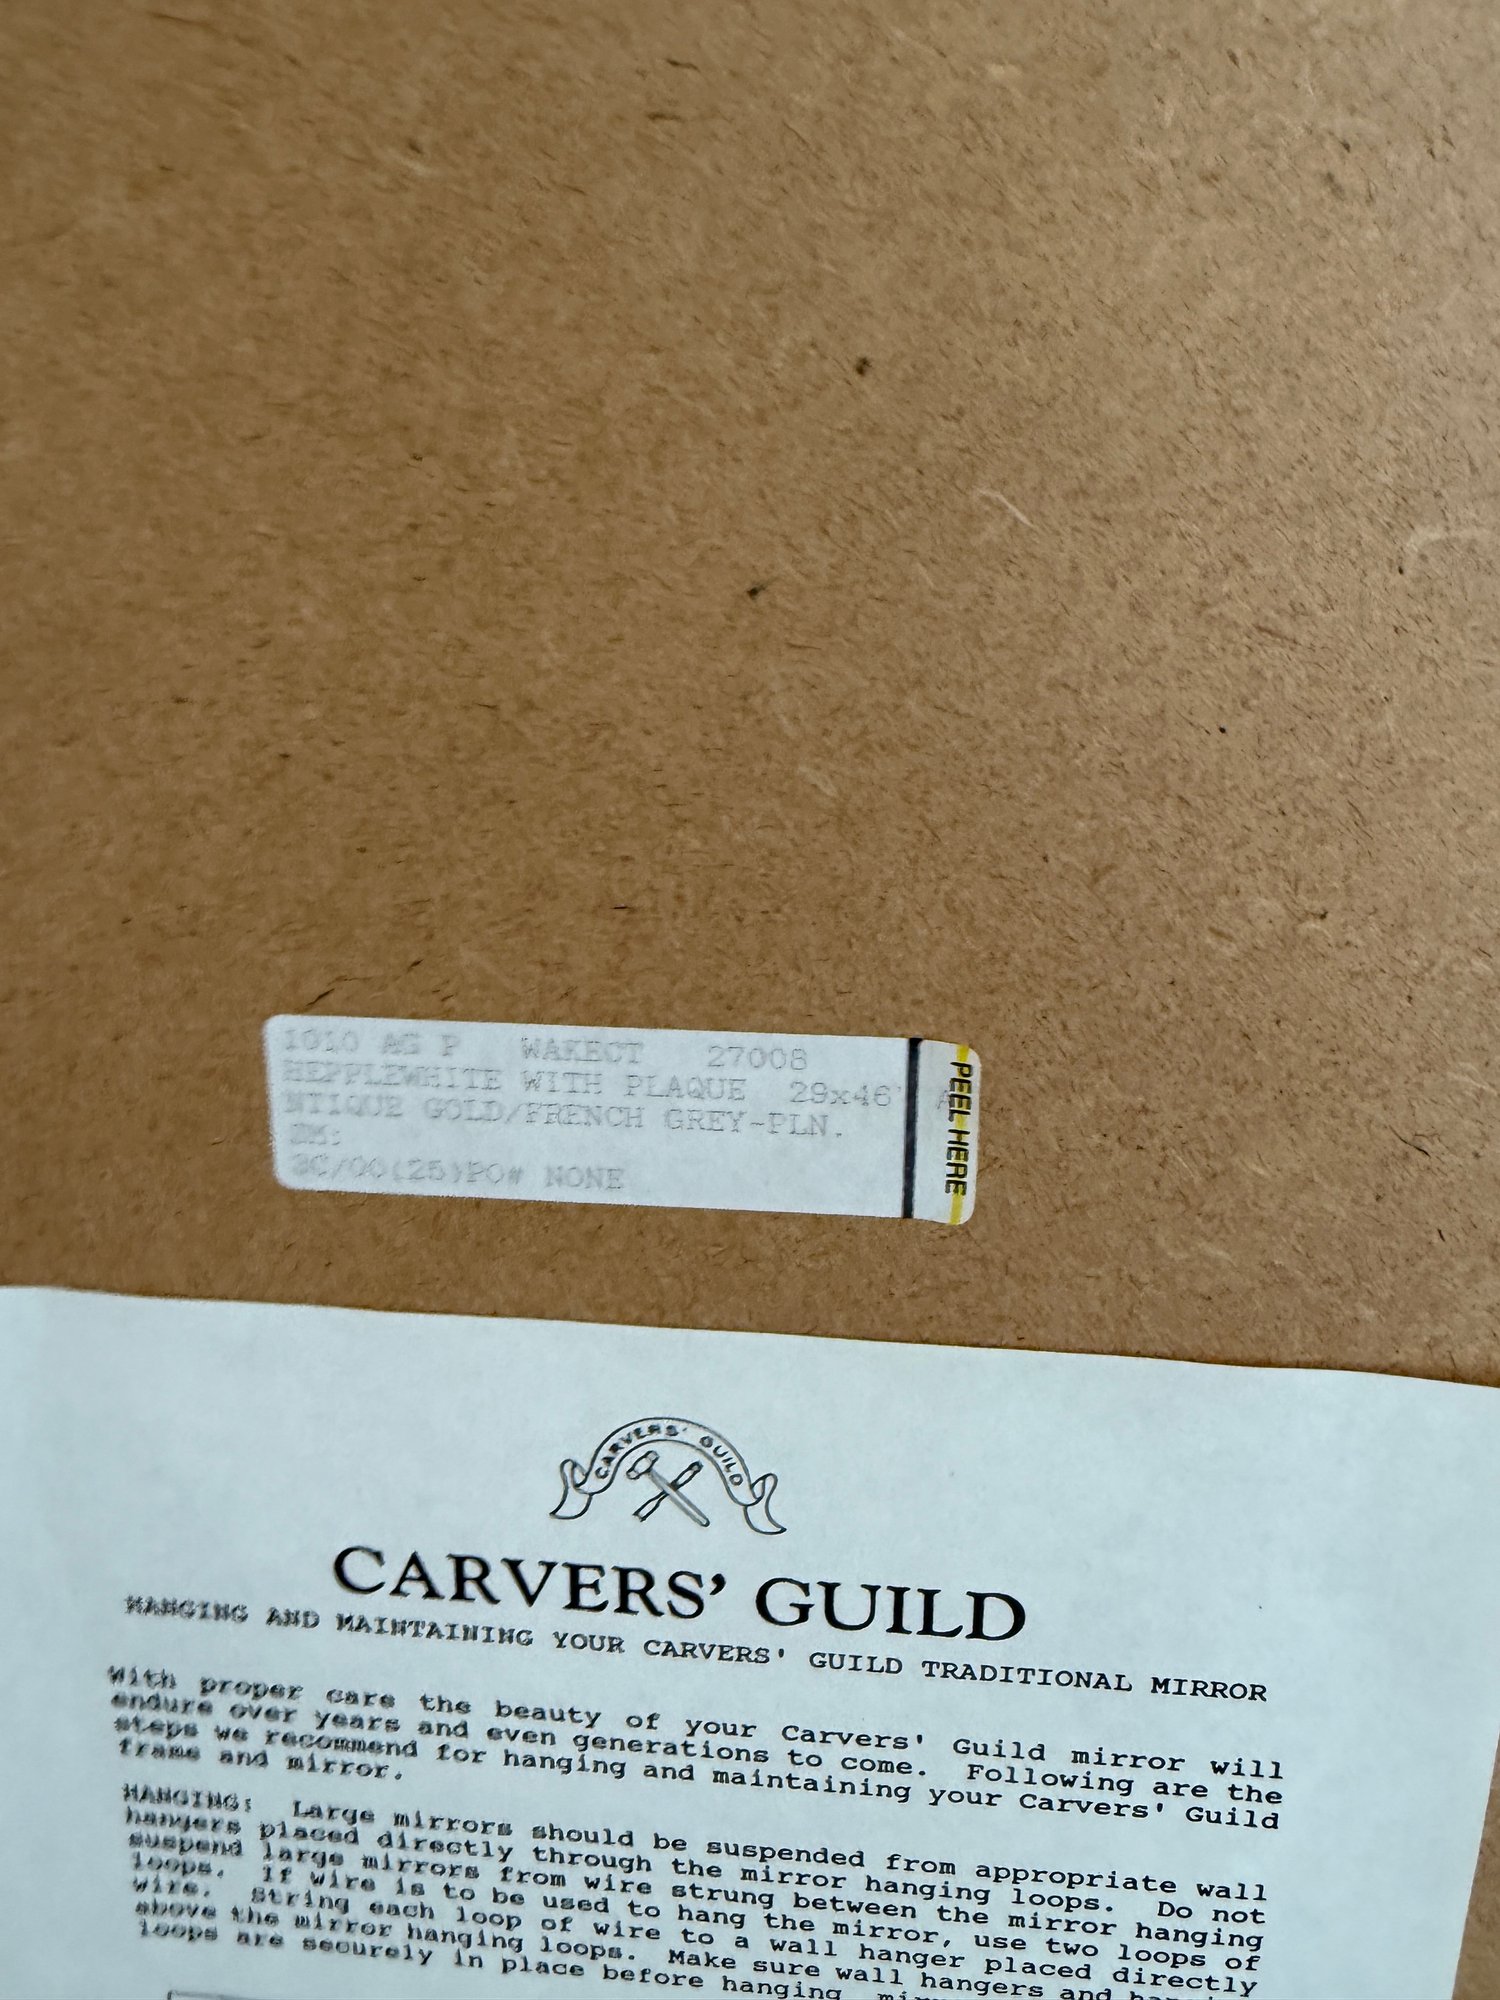 1010 AG P WAKECT 27008
HEPPLEWHITE WITH PLAQUE 29x46" A
NTIQUE GOLD/FRENCH GREY-PLN.
SM:
PO# NONE
PEEL HERE
CARVERS' GUILD
CARVERS' GUILD
HANGING AND MAINTAINING YOUR CARVERS' GUILD TRADITIONAL MIRROR
With proper care the beauty of your Carvers' Guild mirror will
endure over years and even generations to come. Following are the
steps we recommend for hanging and maintaining your Carvers' Guild
frame and mirror.
HANGING: Large mirrors should be suspended from appropriate wall
hangers placed directly through the mirror hanging loops. Do not
suspend large mirrors from wire strung between the mirror hanging
loops. If wire is to be used to hang the mirror, use two loops of
wire. String each loop of wire to a wall hanger placed directly
above the mirror hanging loops. Make sure wall hangers and
loops are securely in place before hanging